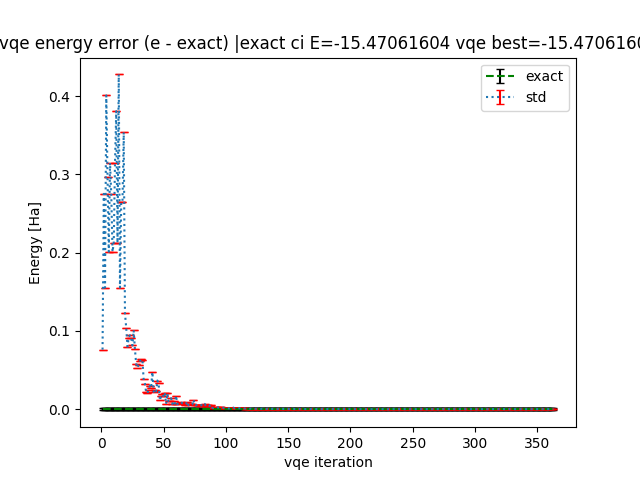 vqe energy error (e - exact) |exact ci E=-15.47061604 vqe best=-15.4706160
exact
std
0.4
0.3
0.2
0.1
0.0
Energy [Ha]
0 50 100 150 200 250 300 350
vqe iteration